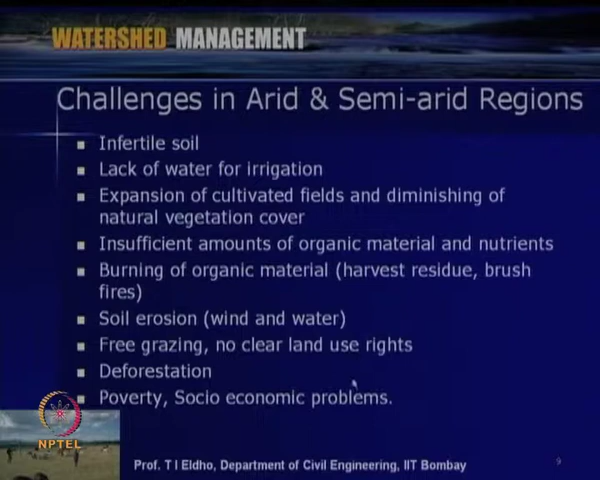 WATERSHED MANAGEMENT
Challenges in Arid & Semi-arid Regions
Infertile soil
Lack of water for irrigation
Expansion of cultivated fields and diminishing of
natural vegetation cover
Insufficient amounts of organic material and nutrients
Burning of organic material (harvest residue, brush
fires)
Soil erosion (wind and water)
Free grazing, no clear land use rights
Deforestation
Poverty, Socio economic problems.
NPTEL
Prof. T I Eldho, Department of Civil Engineering, IIT Bombay
9